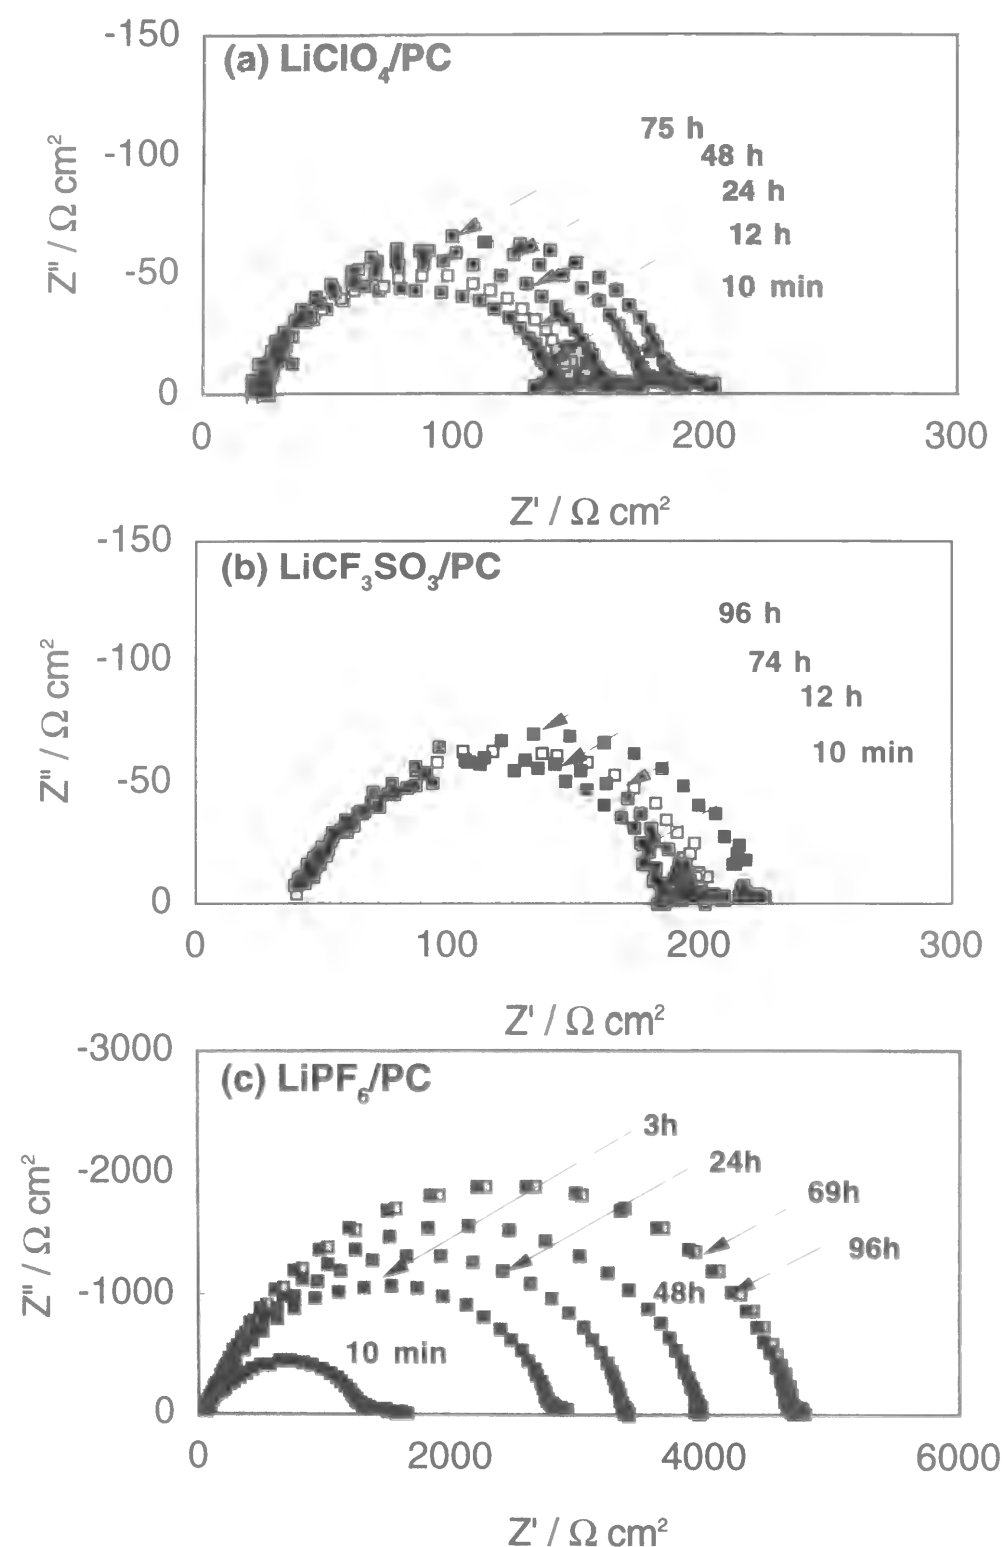 -150
(a) LiClO₄/PC
75 h
-100
48 h
24 h
12 h
-50
10 min
0
Z'' / Ω cm²
0 100 200 300
Z' / Ω cm²
-150
(b) LiCF₃SO₃/PC
96 h
-100
74 h
12 h
10 min
-50
0
Z'' / Ω cm²
0 100 200 300
Z' / Ω cm²
-3000
(c) LiPF₆/PC
3h
-2000
24h
69h
96h
-1000
48h
10 min
0
Z'' / Ω cm²
0 2000 4000 6000
Z' / Ω cm²